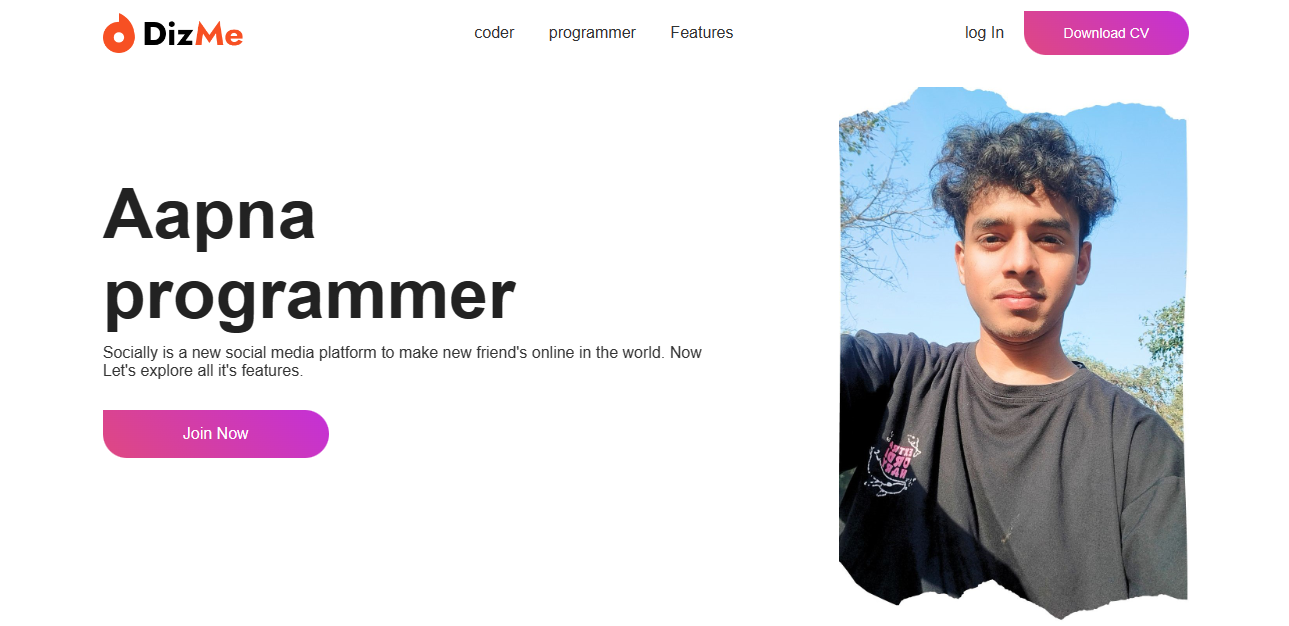 DizMe
coder
programmer
Features
log In
Download CV
Aapna
programmer
Socially is a new social media platform to make new friend's online in the world. Now
Let's explore all it's features.
Join Now